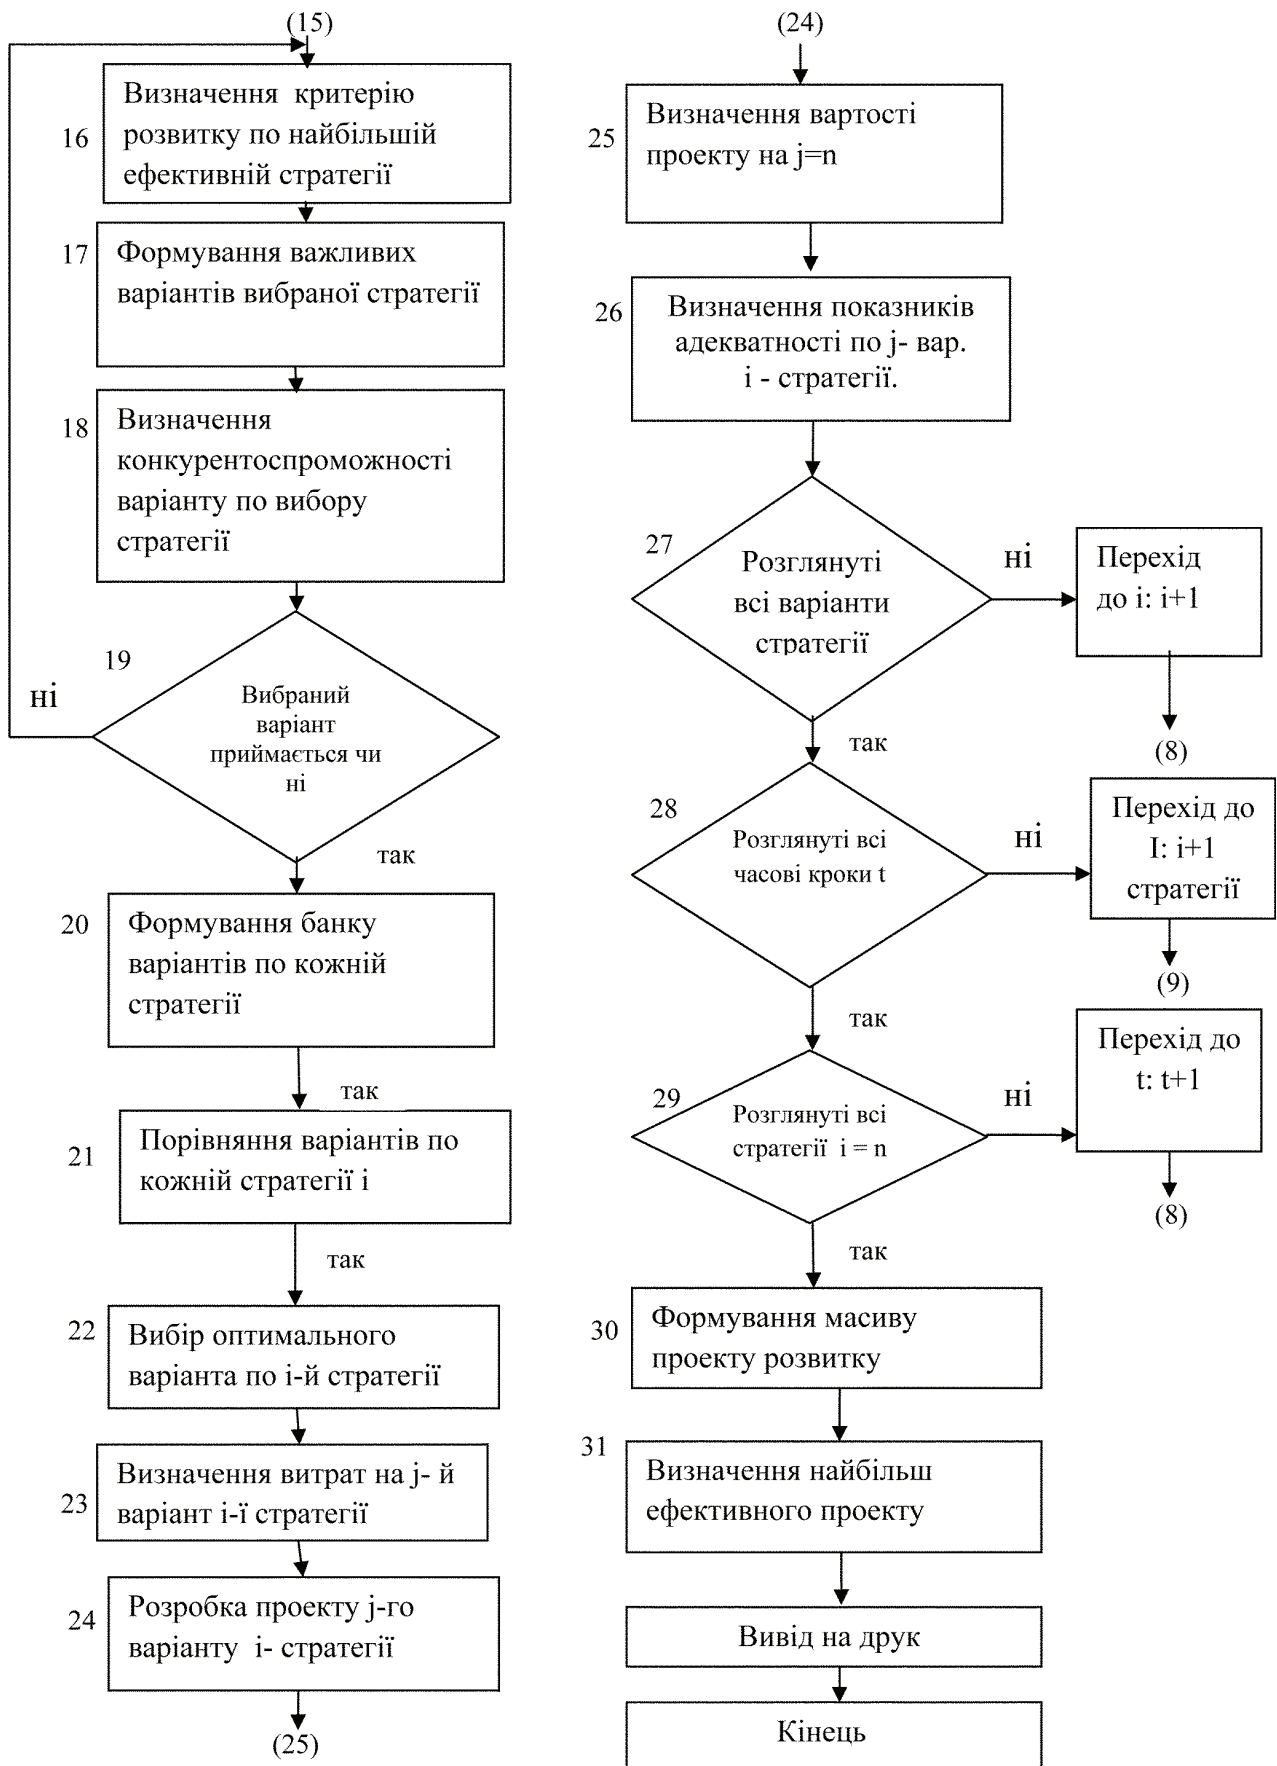 (15)
16
Визначення критерію
розвитку по найбільшій
ефективній стратегії
17
Формування важливих
варіантів вибраної стратегії
18
Визначення
конкурентоспроможності
варіанту по вибору
стратегії
19
ні
Вибраний
варіант
приймається чи
ні
так
20
Формування банку
варіантів по кожній
стратегії
так
21
Порівняння варіантів по
кожній стратегії і
так
22
Вибір оптимального
варіанта по і-й стратегії
23
Визначення витрат на j- й
варіант і-ї стратегії
24
Розробка проекту j-го
варіанту і- стратегії
(25)
(24)
25
Визначення вартості
проекту на j=n
26
Визначення показників
адекватності по j- вар.
і - стратегії.
27
Розглянуті
всі варіанти
стратегії
ні
Перехід
до і: і+1
(8)
так
28
Розглянуті всі
часові кроки t
ні
Перехід до
І: і+1
стратегії
(9)
так
29
Розглянуті всі
стратегії і = n
ні
Перехід до
t: t+1
(8)
так
30
Формування масиву
проекту розвитку
31
Визначення найбільш
ефективного проекту
Вивід на друк
Кінець